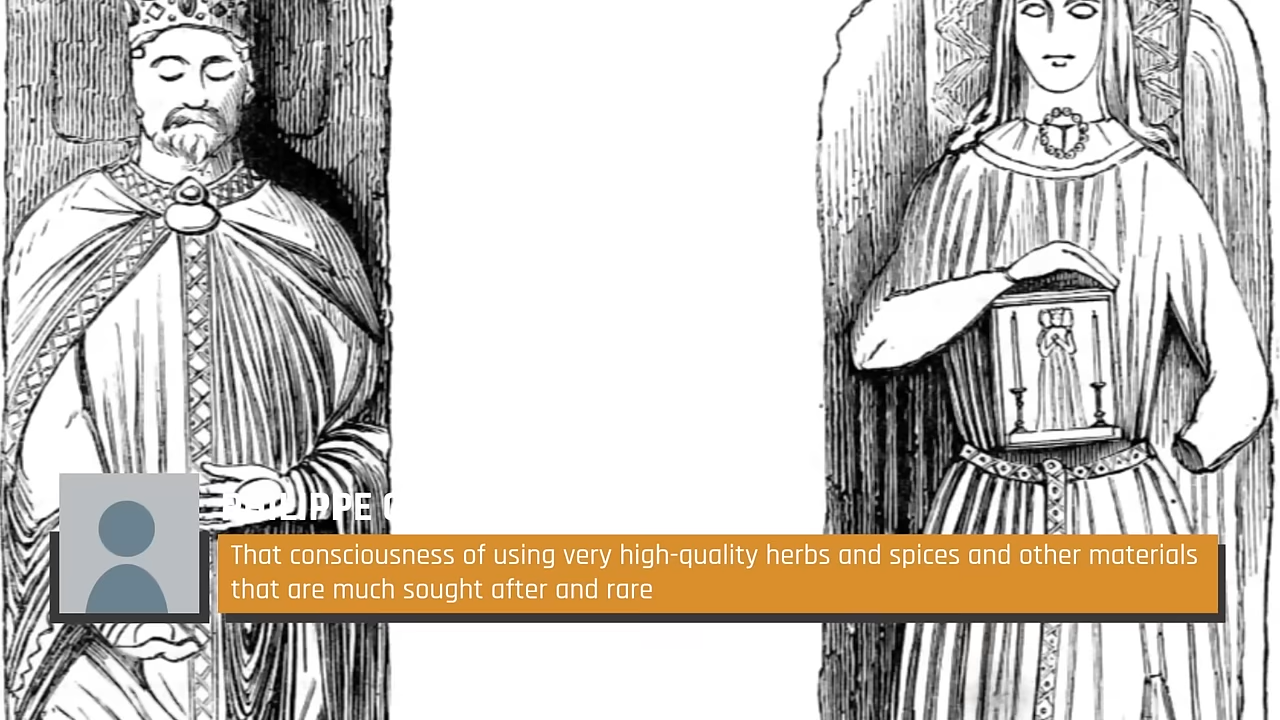 PHILIPPE
That consciousness of using very high-quality herbs and spices and other materials
that are much sought after and rare